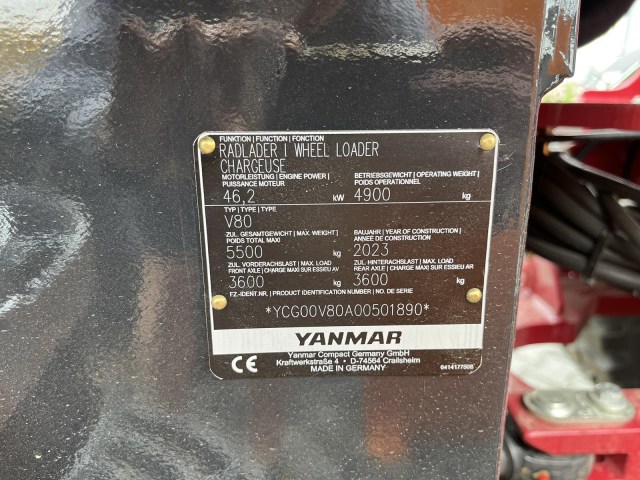 FUNKTION | FUNCTION | FONCTION
RADLADER | WHEEL LOADER
CHARGEUSE
MOTORLEISTUNG | ENGINE POWER | BETRIEBSGEWICHT | OPERATING WEIGHT |
PUISSANCE MOTEUR POIDS OPERATIONNEL
46,2 kW 4900 kg
TYP | TYPE | TYPE
V80
ZUL. GESAMTGEWICHT | MAX. WEIGHT | BAUJAHR | YEAR OF CONSTRUCTION |
POIDS TOTAL MAXI ANNEE DE CONSTRUCTION
5500 kg 2023
ZUL. VORDERACHSLAST | MAX. LOAD ZUL. HINTERACHSLAST | MAX. LOAD
FRONT AXLE | CHARGE MAXI SUR ESSIEU AV REAR AXLE | CHARGE MAXI SUR ESSIEU AR
3600 kg 3600 kg
FZ.-IDENT.NR. | PRODUCT IDENTIFICATION NUMBER | NO. DE SERIE
*YCG00V80A00501890*
YANMAR
CE Yanmar Compact Germany GmbH
Kraftwerkstraße 4 • D-74564 Crailsheim
MADE IN GERMANY 0414177508